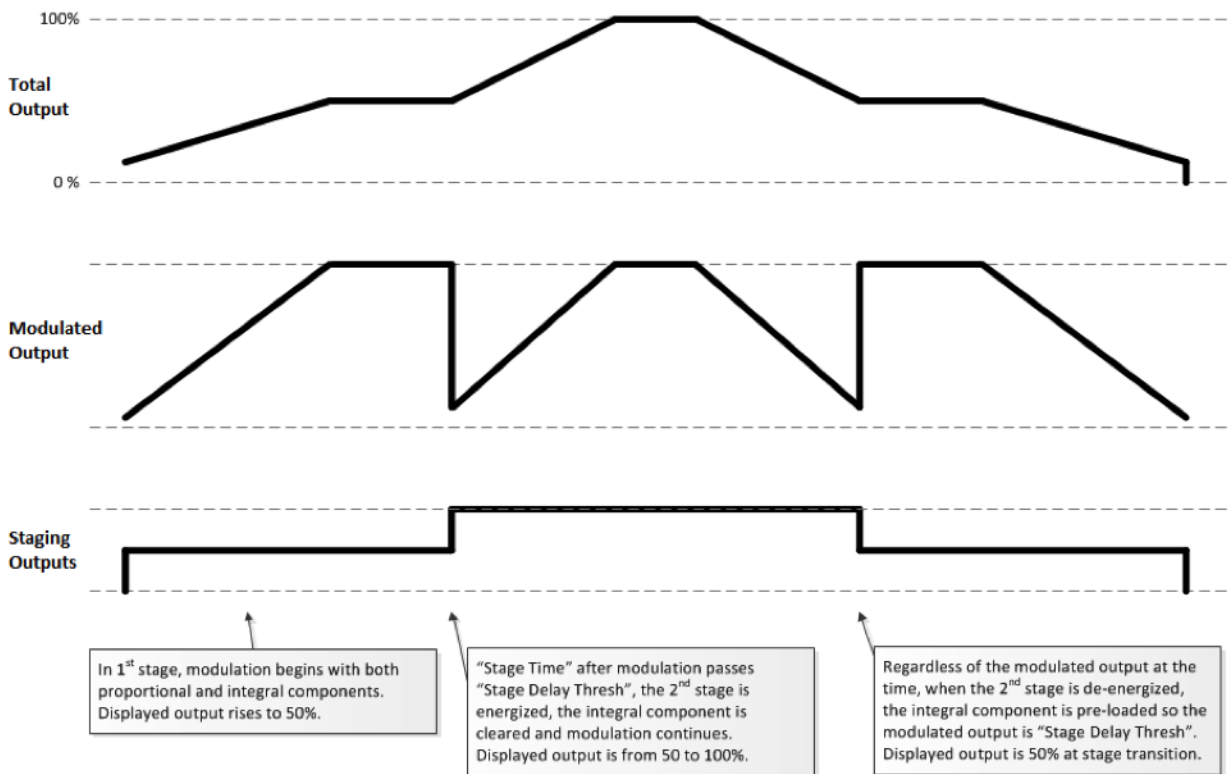 100%
Total
Output
0 %
Modulated
Output
Staging
Outputs
In 1st stage, modulation begins with both
proportional and integral components.
Displayed output rises to 50%.
“Stage Time” after modulation passes
“Stage Delay Thresh”, the 2nd stage is
energized, the integral component is
cleared and modulation continues.
Displayed output is from 50 to 100%.
Regardless of the modulated output at the
time, when the 2nd stage is de-energized,
the integral component is pre-loaded so the
modulated output is “Stage Delay Thresh”.
Displayed output is 50% at stage transition.